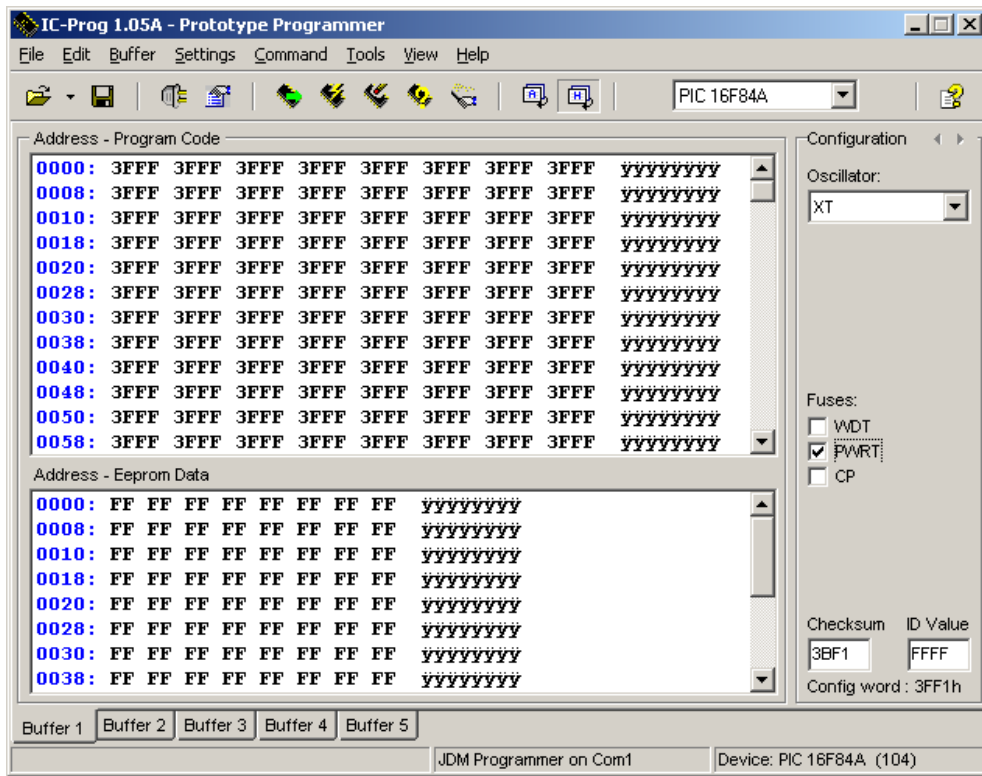 IC-Prog 1.05A - Prototype Programmer
File Edit Buffer Settings Command Tools View Help
PIC 16F84A
Address - Program Code
0000: 3FFF 3FFF 3FFF 3FFF 3FFF 3FFF 3FFF 3FFF ÿÿÿÿÿÿÿÿ
0008: 3FFF 3FFF 3FFF 3FFF 3FFF 3FFF 3FFF 3FFF ÿÿÿÿÿÿÿÿ
0010: 3FFF 3FFF 3FFF 3FFF 3FFF 3FFF 3FFF 3FFF ÿÿÿÿÿÿÿÿ
0018: 3FFF 3FFF 3FFF 3FFF 3FFF 3FFF 3FFF 3FFF ÿÿÿÿÿÿÿÿ
0020: 3FFF 3FFF 3FFF 3FFF 3FFF 3FFF 3FFF 3FFF ÿÿÿÿÿÿÿÿ
0028: 3FFF 3FFF 3FFF 3FFF 3FFF 3FFF 3FFF 3FFF ÿÿÿÿÿÿÿÿ
0030: 3FFF 3FFF 3FFF 3FFF 3FFF 3FFF 3FFF 3FFF ÿÿÿÿÿÿÿÿ
0038: 3FFF 3FFF 3FFF 3FFF 3FFF 3FFF 3FFF 3FFF ÿÿÿÿÿÿÿÿ
0040: 3FFF 3FFF 3FFF 3FFF 3FFF 3FFF 3FFF 3FFF ÿÿÿÿÿÿÿÿ
0048: 3FFF 3FFF 3FFF 3FFF 3FFF 3FFF 3FFF 3FFF ÿÿÿÿÿÿÿÿ
0050: 3FFF 3FFF 3FFF 3FFF 3FFF 3FFF 3FFF 3FFF ÿÿÿÿÿÿÿÿ
0058: 3FFF 3FFF 3FFF 3FFF 3FFF 3FFF 3FFF 3FFF ÿÿÿÿÿÿÿÿ
Address - Eeprom Data
0000: FF FF FF FF FF FF FF FF ÿÿÿÿÿÿÿÿ
0008: FF FF FF FF FF FF FF FF ÿÿÿÿÿÿÿÿ
0010: FF FF FF FF FF FF FF FF ÿÿÿÿÿÿÿÿ
0018: FF FF FF FF FF FF FF FF ÿÿÿÿÿÿÿÿ
0020: FF FF FF FF FF FF FF FF ÿÿÿÿÿÿÿÿ
0028: FF FF FF FF FF FF FF FF ÿÿÿÿÿÿÿÿ
0030: FF FF FF FF FF FF FF FF ÿÿÿÿÿÿÿÿ
0038: FF FF FF FF FF FF FF FF ÿÿÿÿÿÿÿÿ
Configuration
Oscillator:
XT
Fuses:
WDT
PWRT
CP
Checksum ID Value
3BF1 FFFF
Config word : 3FF1h
Buffer 1 Buffer 2 Buffer 3 Buffer 4 Buffer 5
JDM Programmer on Com1 Device: PIC 16F84A (104)